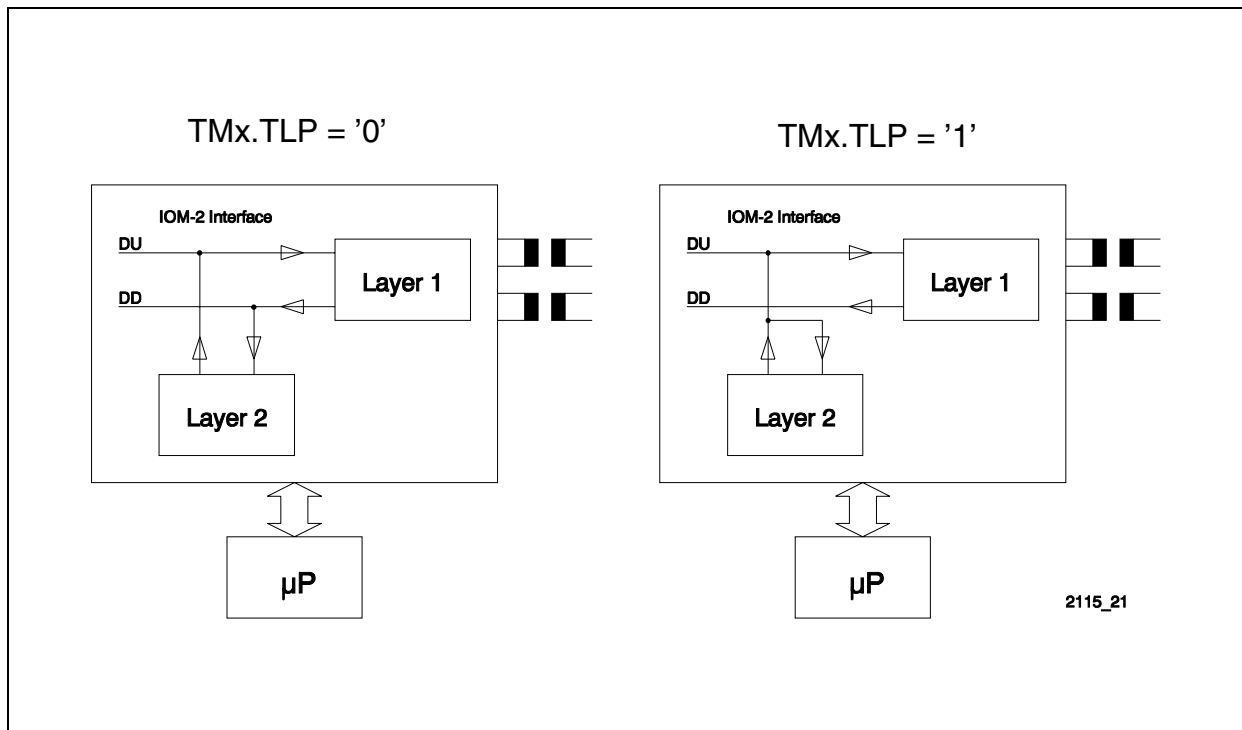 TMx.TLP = ’0’
IOM-2 Interface
DU
Layer 1
DD
Layer 2
µP
TMx.TLP = ’1’
IOM-2 Interface
DU
Layer 1
DD
Layer 2
µP
2115_21